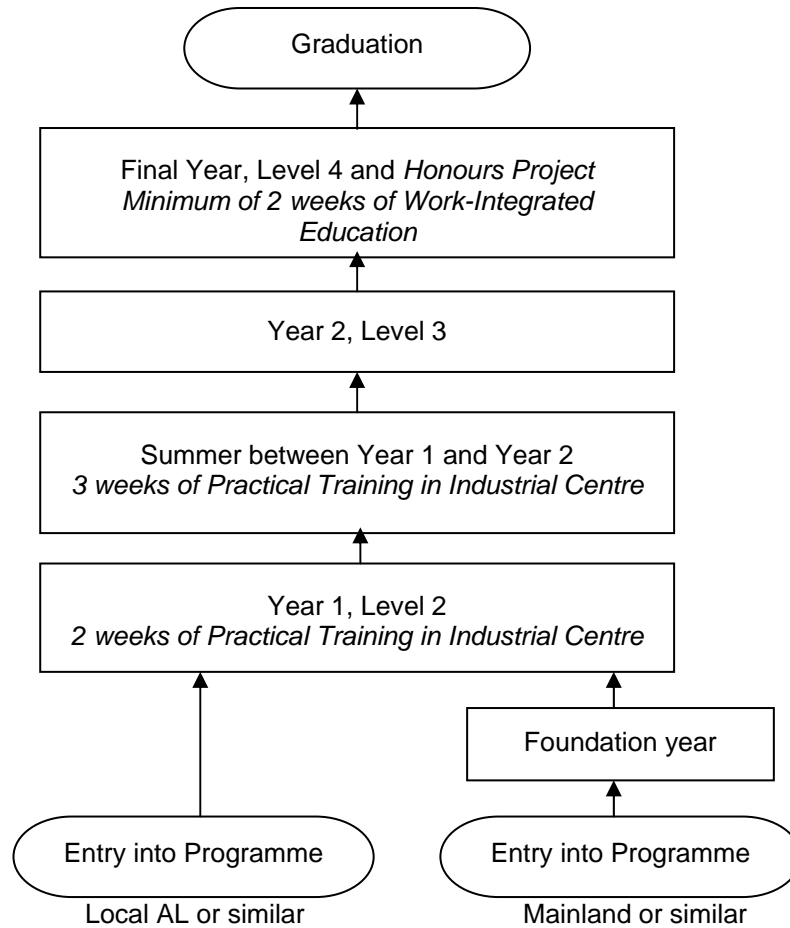 Graduation
Final Year, Level 4 and Honours Project
Minimum of 2 weeks of Work-Integrated
Education
Year 2, Level 3
Summer between Year 1 and Year 2
3 weeks of Practical Training in Industrial Centre
Year 1, Level 2
2 weeks of Practical Training in Industrial Centre
Foundation year
Entry into Programme
Entry into Programme
Local AL or similar
Mainland or similar